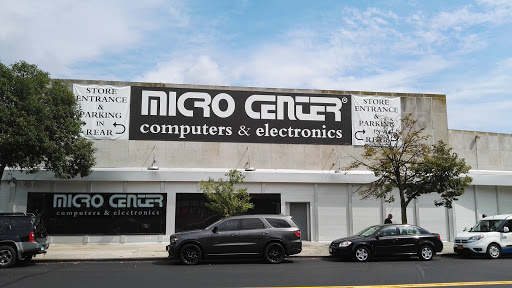 STORE
ENTRANCE
&
PARKING
IN
REAR
MICRO CENTER®
computers & electronics
STORE
ENTRANCE
&
PARKING
IN
REAR
MICRO CENTER
computers & electronics